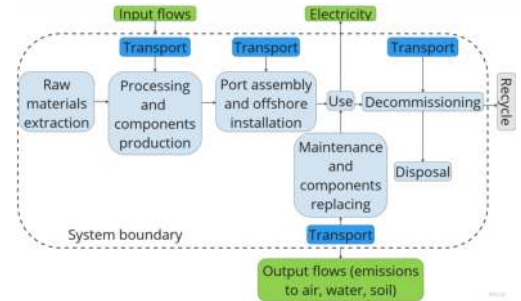 Input flows
Electricity
Transport
Transport
Transport
Raw
materials
extraction
Processing
and
components
production
Port assembly
and offshore
installation
Use
Decommissioning
Recycle
Maintenance
and
components
replacing
Disposal
System boundary
Transport
Output flows (emissions
to air, water, soil)